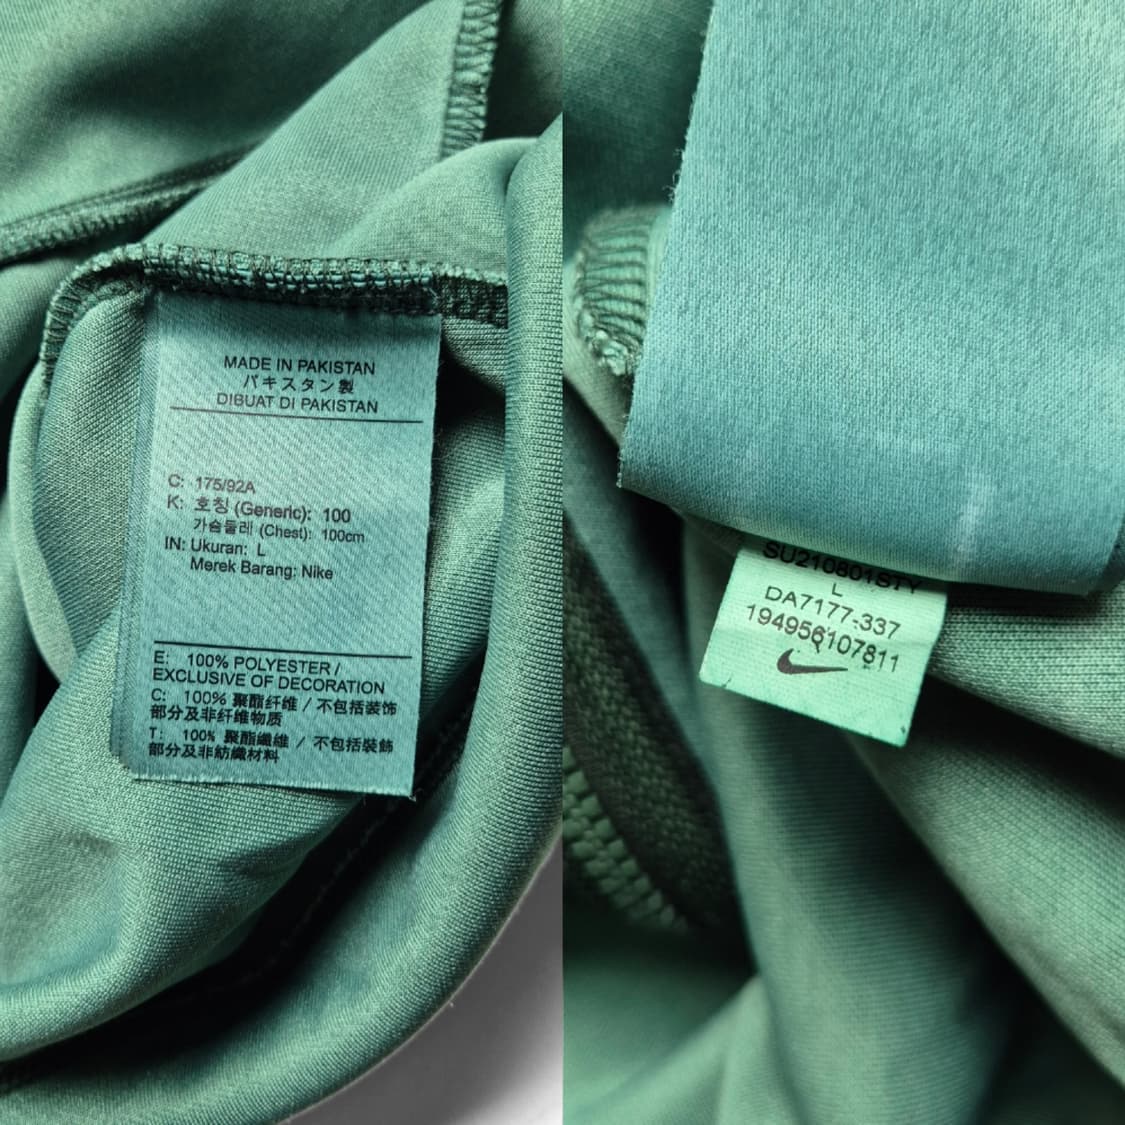 MADE IN PAKISTAN
パキスタン製
DIBUAT DI PAKISTAN
C: 175/92A
K: 호칭 (Generic): 100
가슴둘레 (Chest): 100cm
IN: Ukuran: L
Merek Barang: Nike
E: 100% POLYESTER /
EXCLUSIVE OF DECORATION
C: 100% 聚酯纤维 / 不包括装饰
部分及非纤维物质
T: 100% 聚酯纖維 / 不包括裝飾
部分及非紡織材料
SU210801STY
L
DA7177-337
194956107811